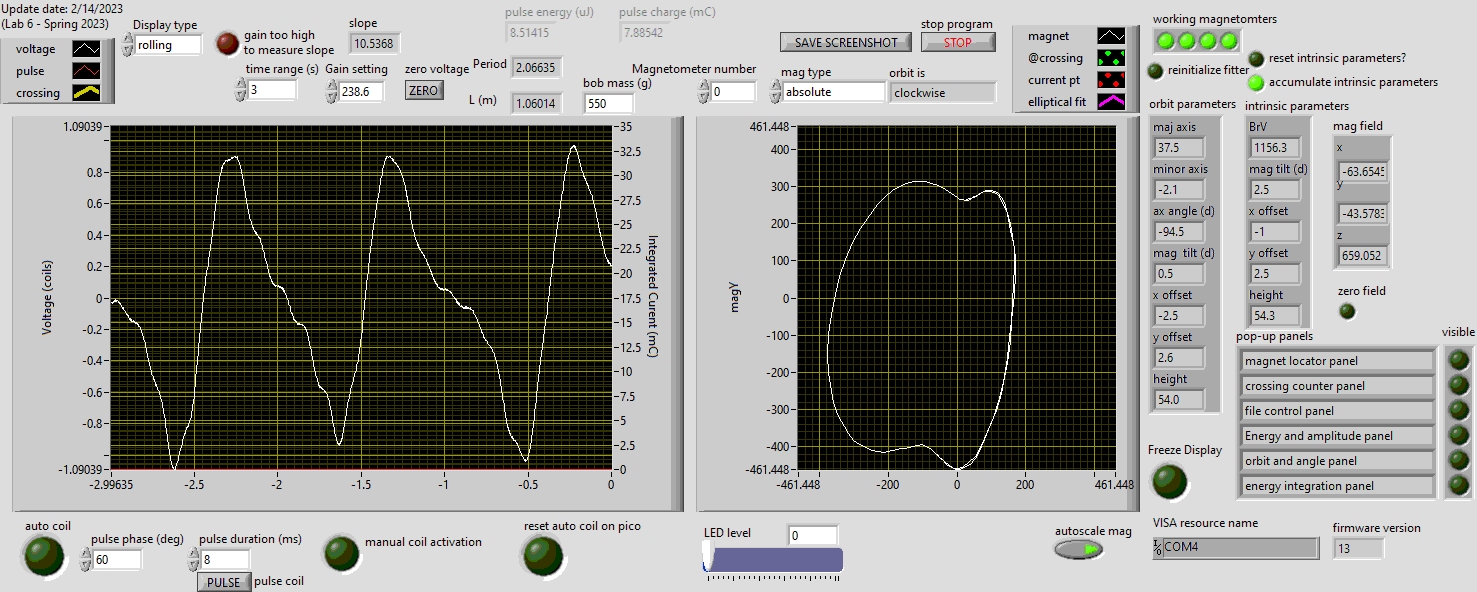 Update date: 2/14/2023
(Lab 6 - Spring 2023)
voltage
pulse
crossing
Display type
rolling
gain too high
to measure slope
slope
10.5368
time range (s)
3
Gain setting
238.6
zero voltage
ZERO
pulse energy (uJ)
8.51415
pulse charge (mC)
7.88542
Period
2.06635
L (m)
1.06014
bob mass (g)
550
Magnetometer number
0
SAVE SCREENSHOT
stop program
STOP
mag type
absolute
orbit is
clockwise
magnet
@crossing
current pt
elliptical fit
working magnetomters
reinitialize fitter
reset intrinsic parameters?
accumulate intrinsic parameters
orbit parameters
maj axis
37.5
minor axis
-2.1
ax angle (d)
-94.5
mag tilt (d)
0.5
x offset
-2.5
y offset
2.6
height
54.0
intrinsic parameters
BrV
1156.3
mag tilt (d)
2.5
x offset
-1
y offset
2.5
height
54.3
mag field
x
-63.6545
y
-43.5783
z
659.052
zero field
pop-up panels
visible
magnet locator panel
crossing counter panel
file control panel
Energy and amplitude panel
orbit and angle panel
energy integration panel
Freeze Display
Voltage (coils)
1.09039
0.8
0.6
0.4
0.2
0
-0.2
-0.4
-0.6
-0.8
-1.09039
-2.99635
-2.5
-2
-1.5
-1
-0.5
0
35
32.5
30
27.5
25
22.5
20
17.5
15
12.5
10
7.5
5
2.5
0
Integrated Current (mC)
magy
461.448
400
300
200
100
0
-100
-200
-300
-400
-461.448
-461.448
-200
0
200
461.448
auto coil
pulse phase (deg)
60
pulse duration (ms)
8
PULSE
pulse coil
manual coil activation
reset auto coil on pico
LED level
0
autoscale mag
VISA resource name
COM4
firmware version
13